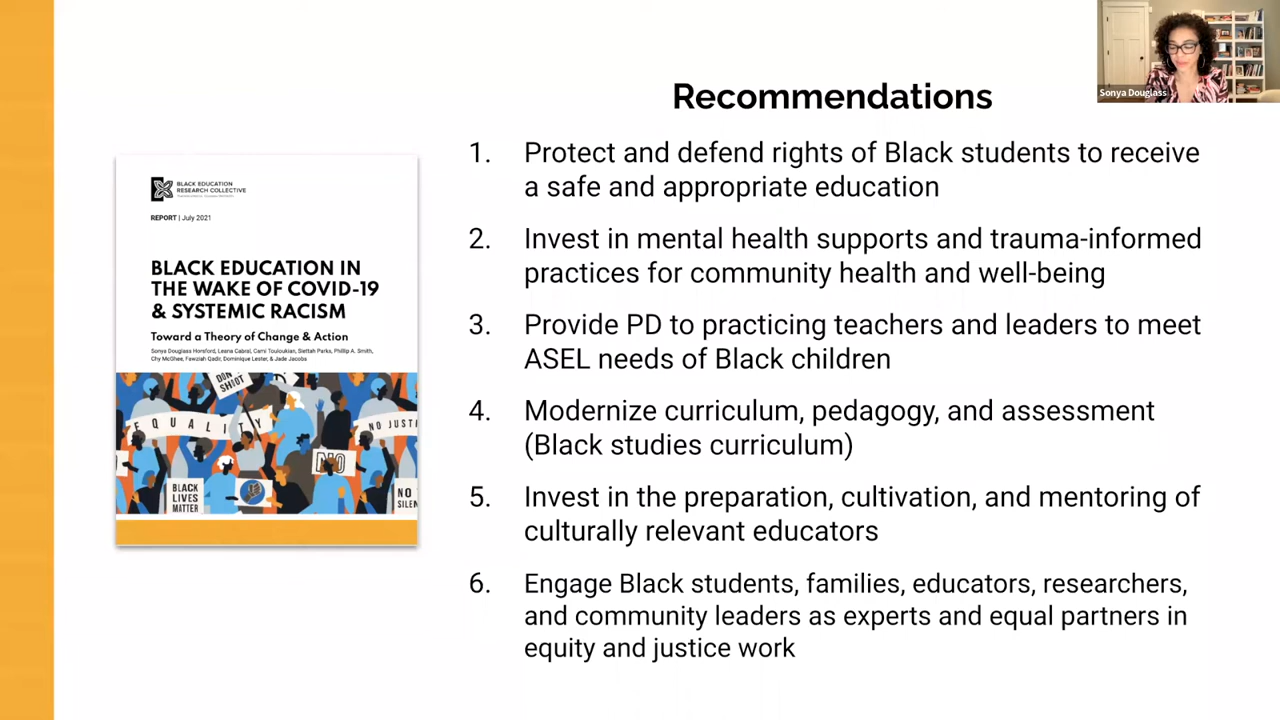 Recommendations
Sonya Douglass
1. Protect and defend rights of Black students to receive
a safe and appropriate education
2. Invest in mental health supports and trauma-informed
practices for community health and well-being
3. Provide PD to practicing teachers and leaders to meet
ASEL needs of Black children
4. Modernize curriculum, pedagogy, and assessment
(Black studies curriculum)
5. Invest in the preparation, cultivation, and mentoring of
culturally relevant educators
6. Engage Black students, families, educators, researchers,
and community leaders as experts and equal partners in
equity and justice work
BLACK EDUCATION
RESEARCH COLLECTIVE
REPORT | July 2021
BLACK EDUCATION IN
THE WAKE OF COVID-19
& SYSTEMIC RACISM
Toward a Theory of Change & Action
Sonya Douglass Horsford, Leana Cabral, Cami Touloukian, Siettah Parks, Phillip A. Smith,
Chy McGhee, Fawziah Qadir, Dominique Lester, & Jade Jacobs
DON'T
SHOOT
EQUALITY
NO JUSTI
NO
BLACK
LIVES
MATTER
NO
SILEN